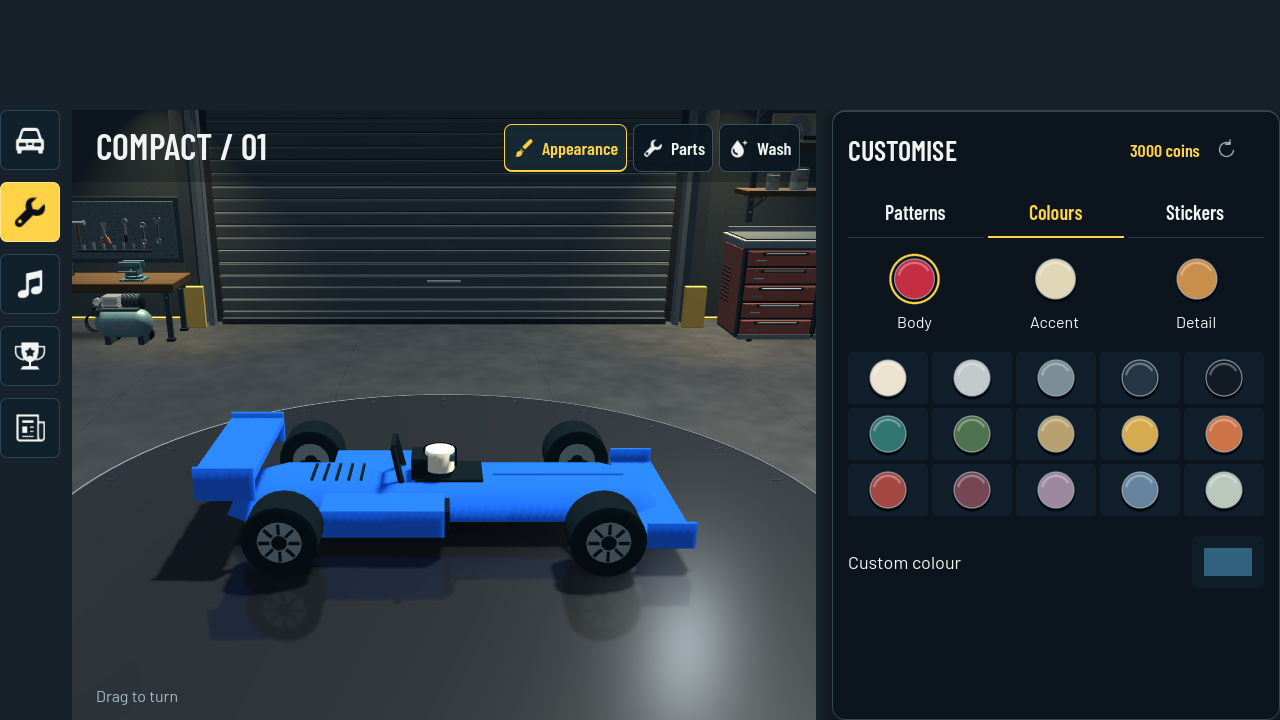 COMPACT / 01
Appearance
Parts
Wash
CUSTOMISE
3000 coins
Patterns
Colours
Stickers
Body
Accent
Detail
Custom colour
Drag to turn